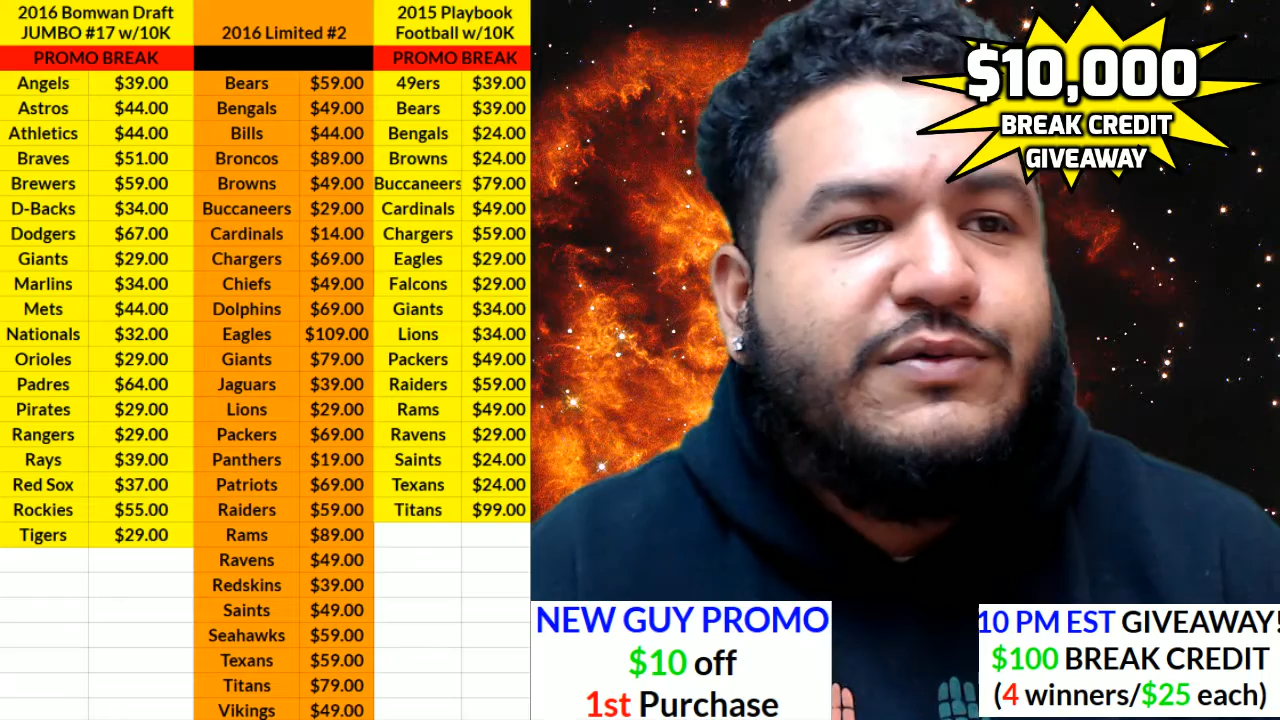 2016 Bomwan Draft
JUMBO #17 w/10K
PROMO BREAK
Angels $39.00
Astros $44.00
Athletics $44.00
Braves $51.00
Brewers $59.00
D-Backs $34.00
Dodgers $67.00
Giants $29.00
Marlins $34.00
Mets $44.00
Nationals $32.00
Orioles $29.00
Padres $64.00
Pirates $29.00
Rangers $29.00
Rays $39.00
Red Sox $37.00
Rockies $55.00
Tigers $29.00
2016 Limited #2
Bears $59.00
Bengals $49.00
Bills $44.00
Broncos $89.00
Browns $49.00
Buccaneers $29.00
Cardinals $14.00
Chargers $69.00
Chiefs $49.00
Dolphins $69.00
Eagles $109.00
Giants $79.00
Jaguars $39.00
Lions $29.00
Packers $69.00
Panthers $19.00
Patriots $69.00
Raiders $59.00
Rams $89.00
Ravens $49.00
Redskins $39.00
Saints $49.00
Seahawks $59.00
Texans $59.00
Titans $79.00
Vikings $49.00
2015 Playbook
Football w/10K
PROMO BREAK
49ers $39.00
Bears $39.00
Bengals $24.00
Browns $24.00
Buccaneers $79.00
Cardinals $49.00
Chargers $59.00
Eagles $29.00
Falcons $29.00
Giants $34.00
Lions $34.00
Packers $49.00
Raiders $59.00
Rams $49.00
Ravens $29.00
Saints $24.00
Texans $24.00
Titans $99.00
$10,000
BREAK CREDIT
GIVEAWAY
NEW GUY PROMO
$10 off
1st Purchase
10 PM EST GIVEAWAY!
$100 BREAK CREDIT
(4 winners/$25 each)